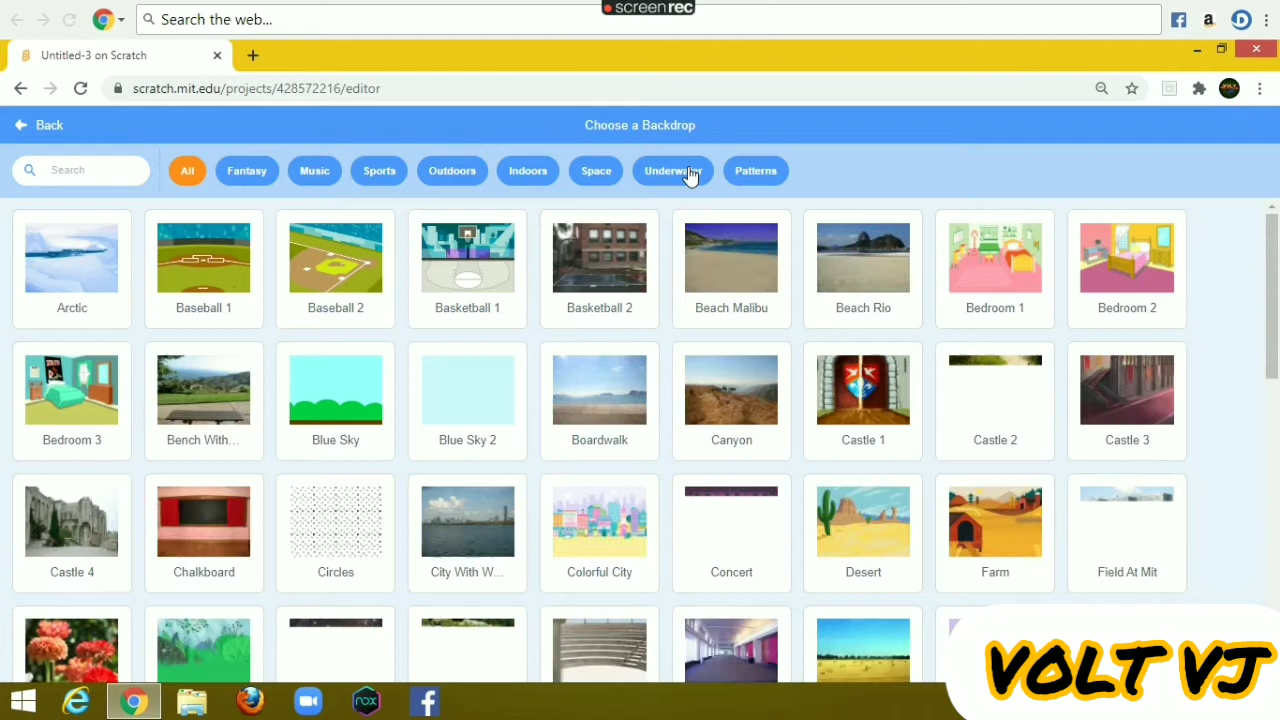 screenrec
Search the web...
Untitled-3 on Scratch
scratch.mit.edu/projects/428572216/editor
Back
Choose a Backdrop
Search
All
Fantasy
Music
Sports
Outdoors
Indoors
Space
Patterns
Arctic
Baseball 1
Baseball 2
Basketball 1
Basketball 2
Beach Malibu
Beach Rio
Bedroom 1
Bedroom 2
Bedroom 3
Bench With...
Blue Sky
Blue Sky 2
Boardwalk
Canyon
Castle 1
Castle 2
Castle 3
Castle 4
Chalkboard
Circles
City With W...
Colorful City
Concert
Desert
Farm
Field At Mit
nox
VOLT VJ